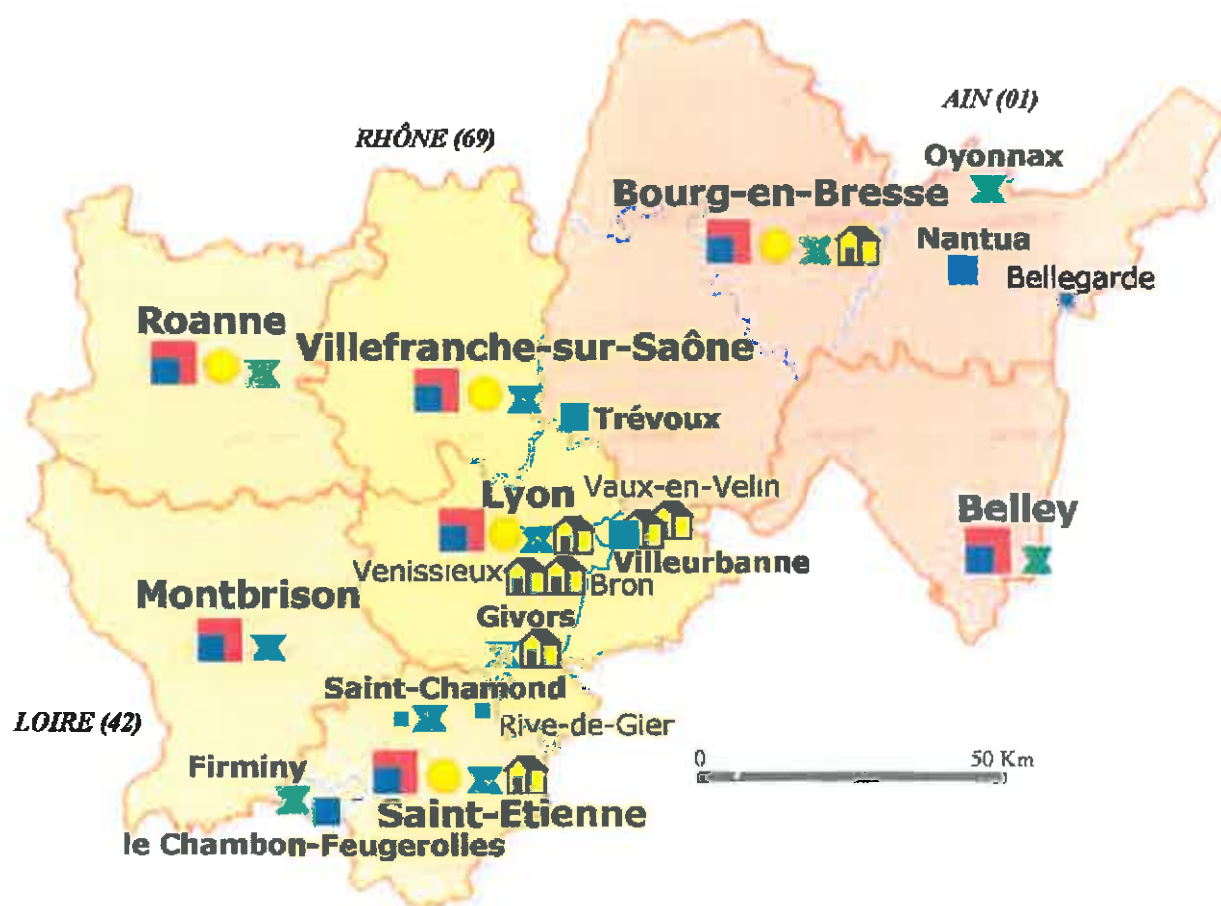 AIN (01)
RHÔNE (69)
Oyonnax
Bourg-en-Bresse
Nantua
Bellegarde
Roanne
Villefranche-sur-Saône
Trévoux
Lyon
Vaux-en-Velin
Belley
Villeurbanne
Venissieux
Bron
Montbrison
Givors
Saint-Chamond
LOIRE (42)
Rive-de-Gier
Firminy
0
50 Km
Saint-Etienne
le Chambon-Feugerolles